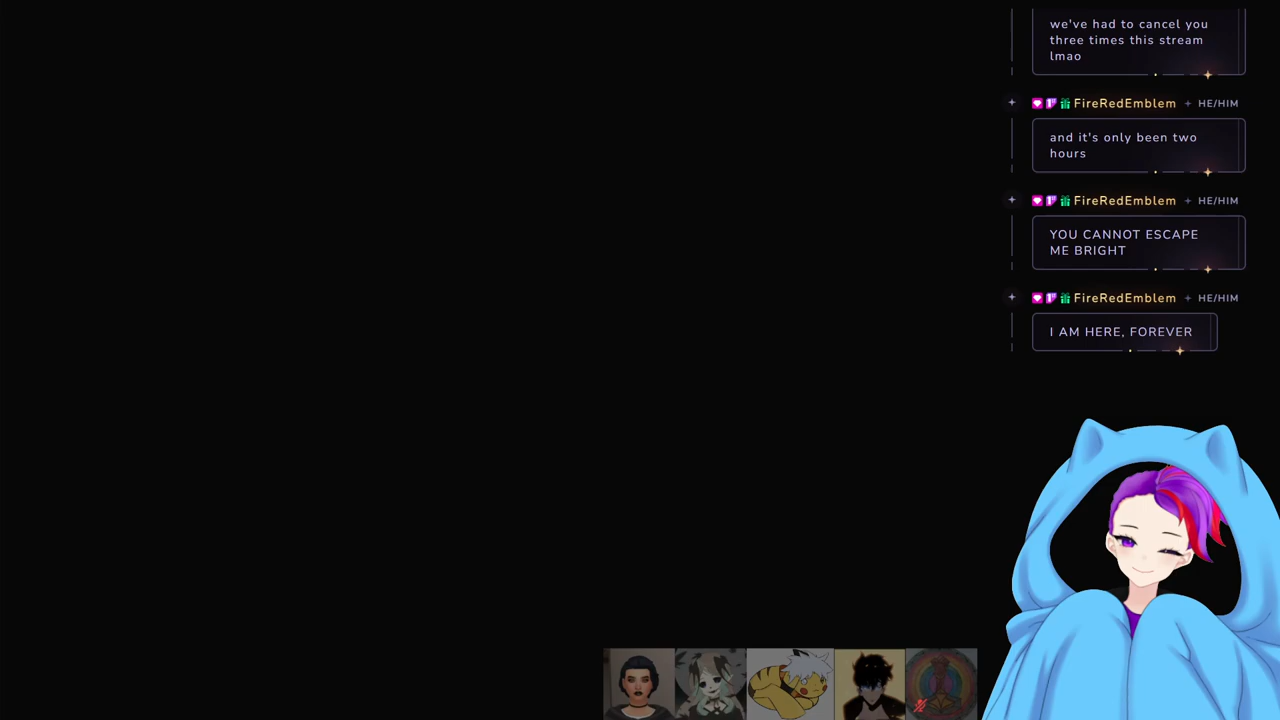 we've had to cancel you
three times this stream
lmao
FireRedEmblem HE/HIM
and it's only been two
hours
FireRedEmblem HE/HIM
YOU CANNOT ESCAPE
ME BRIGHT
FireRedEmblem HE/HIM
I AM HERE, FOREVER